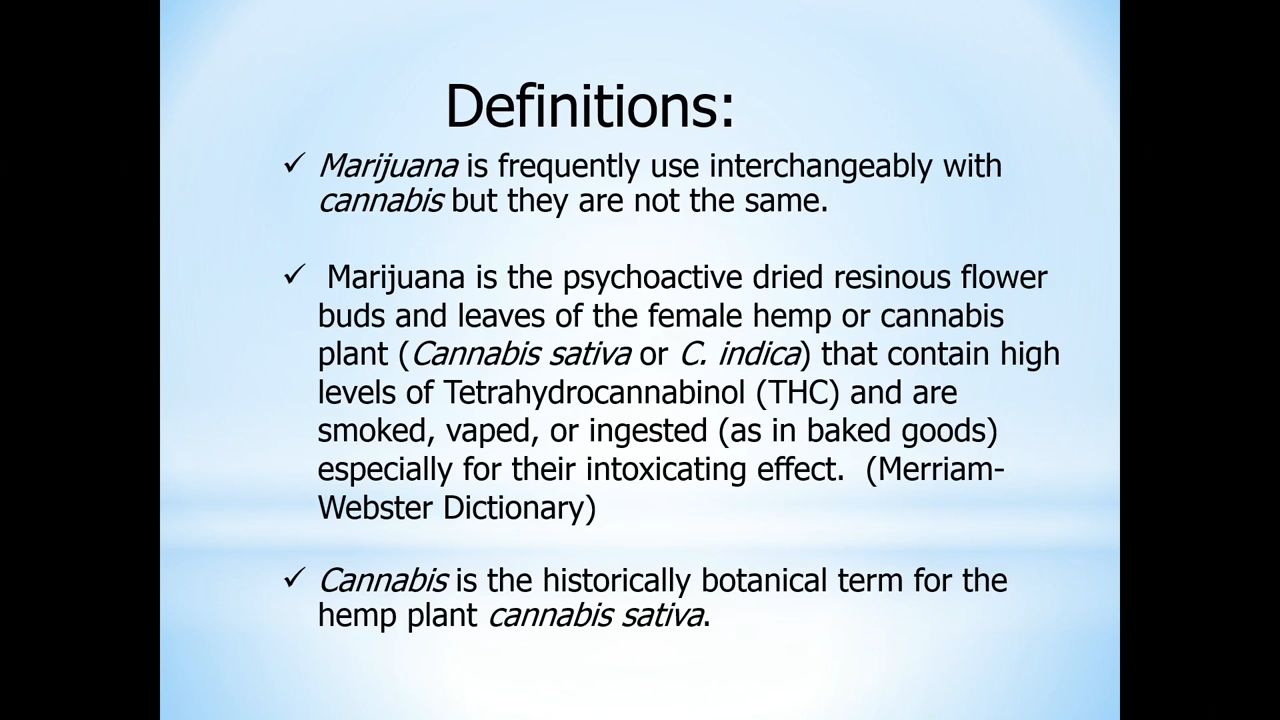 Definitions:
✓ Marijuana is frequently use interchangeably with
cannabis but they are not the same.
✓ Marijuana is the psychoactive dried resinous flower
buds and leaves of the female hemp or cannabis
plant (Cannabis sativa or C. indica) that contain high
levels of Tetrahydrocannabinol (THC) and are
smoked, vaped, or ingested (as in baked goods)
especially for their intoxicating effect. (Merriam-
Webster Dictionary)
✓ Cannabis is the historically botanical term for the
hemp plant cannabis sativa.